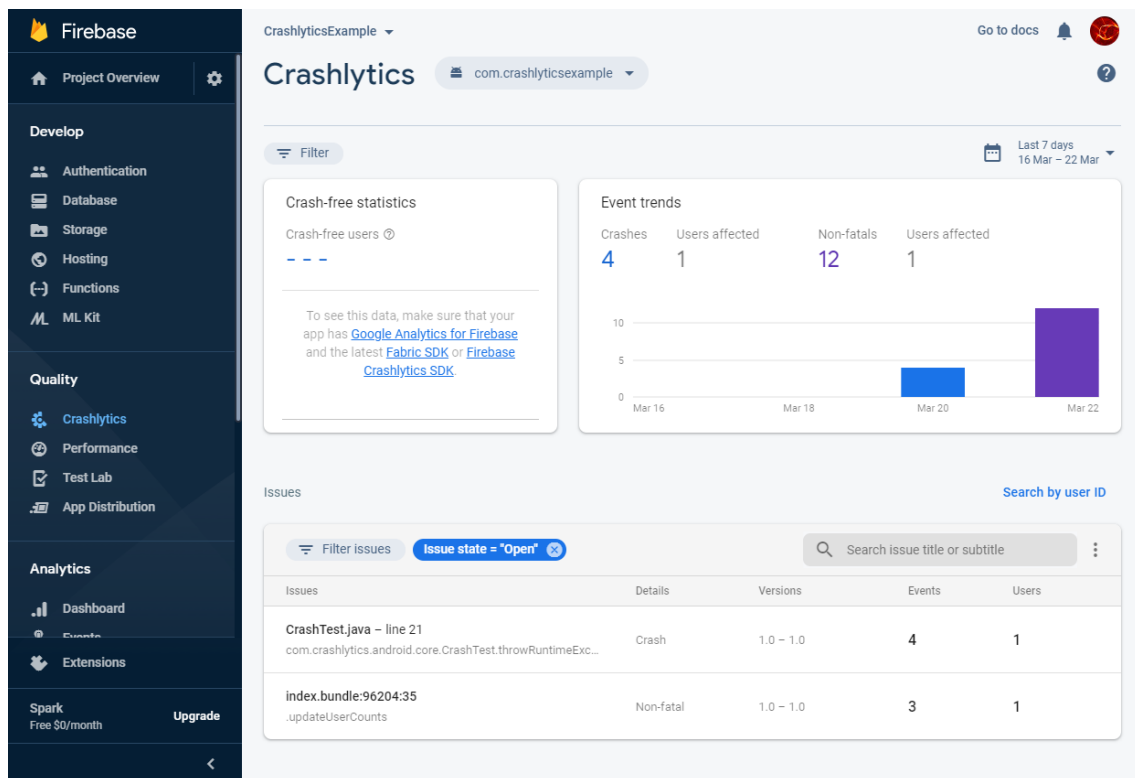 Firebase
Project Overview
Develop
Authentication
Database
Storage
Hosting
Functions
ML Kit
Quality
Crashlytics
Performance
Test Lab
App Distribution
Analytics
Dashboard
Events
Extensions
Spark
Free $0/month
Upgrade
CrashlyticsExample
Go to docs
Crashlytics
com.crashlyticsexample
Filter
Last 7 days
16 Mar – 22 Mar
Crash-free statistics
Crash-free users
- - -
To see this data, make sure that your
app has Google Analytics for Firebase
and the latest Fabric SDK or Firebase
Crashlytics SDK.
Event trends
Crashes Users affected Non-fatals Users affected
4 1 12 1
10
5
0
Mar 16 Mar 18 Mar 20 Mar 22
Issues
Search by user ID
Filter issues
Issue state = "Open"
Search issue title or subtitle
Issues Details Versions Events Users
CrashTest.java – line 21
com.crashlytics.android.core.CrashTest.throwRuntimeExc...
Crash 1.0 – 1.0 4 1
index.bundle:96204:35
.updateUserCounts
Non-fatal 1.0 – 1.0 3 1